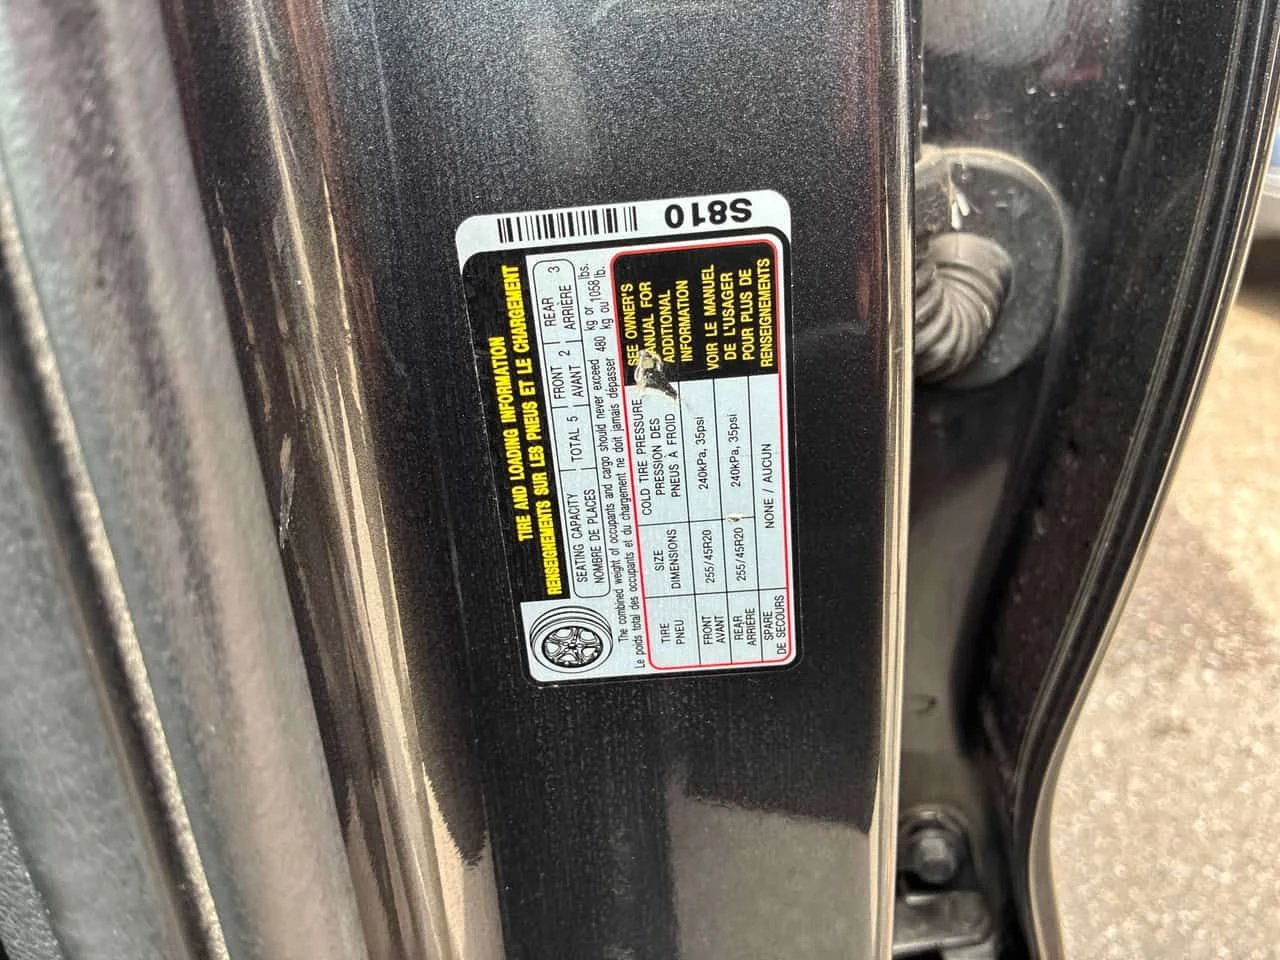 S810
TIRE AND LOADING INFORMATION
RENSEIGNEMENTS SUR LES PNEUS ET LE CHARGEMENT
SEATING CAPACITY
NOMBRE DE PLACES
TOTAL 5
FRONT
AVANT
2
REAR
ARRIÈRE
3
The combined weight of occupants and cargo should never exceed 480 kg or 1058 lbs.
Le poids total des occupants et du chargement ne doit jamais dépasser 480 kg ou 1058 lb.
TIRE
PNEU
SIZE
DIMENSIONS
COLD TIRE PRESSURE
PRESSION DES
PNEUS À FROID
FRONT
AVANT
255/45R20
240kPa, 35psi
REAR
ARRIÈRE
255/45R20
240kPa, 35psi
SPARE
DE SECOURS
NONE / AUCUN
SEE OWNER'S
ANUAL FOR
ADDITIONAL
INFORMATION
VOIR LE MANUEL
DE L'USAGER
POUR PLUS DE
RENSEIGNEMENTS